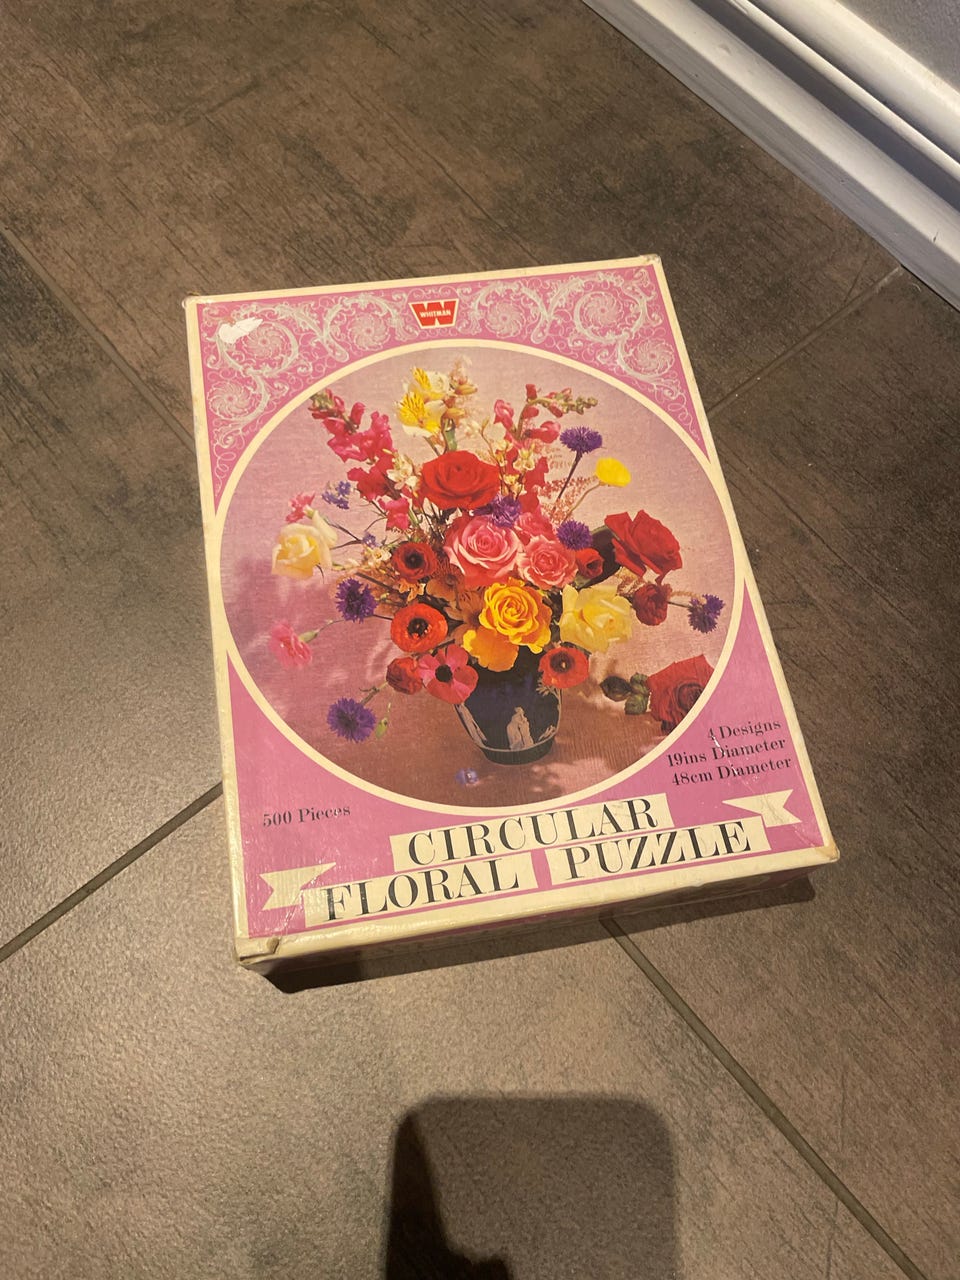 WHITMAN
4 Designs
19ins Diameter
48cm Diameter
500 Pieces
CIRCULAR
FLORAL PUZZLE